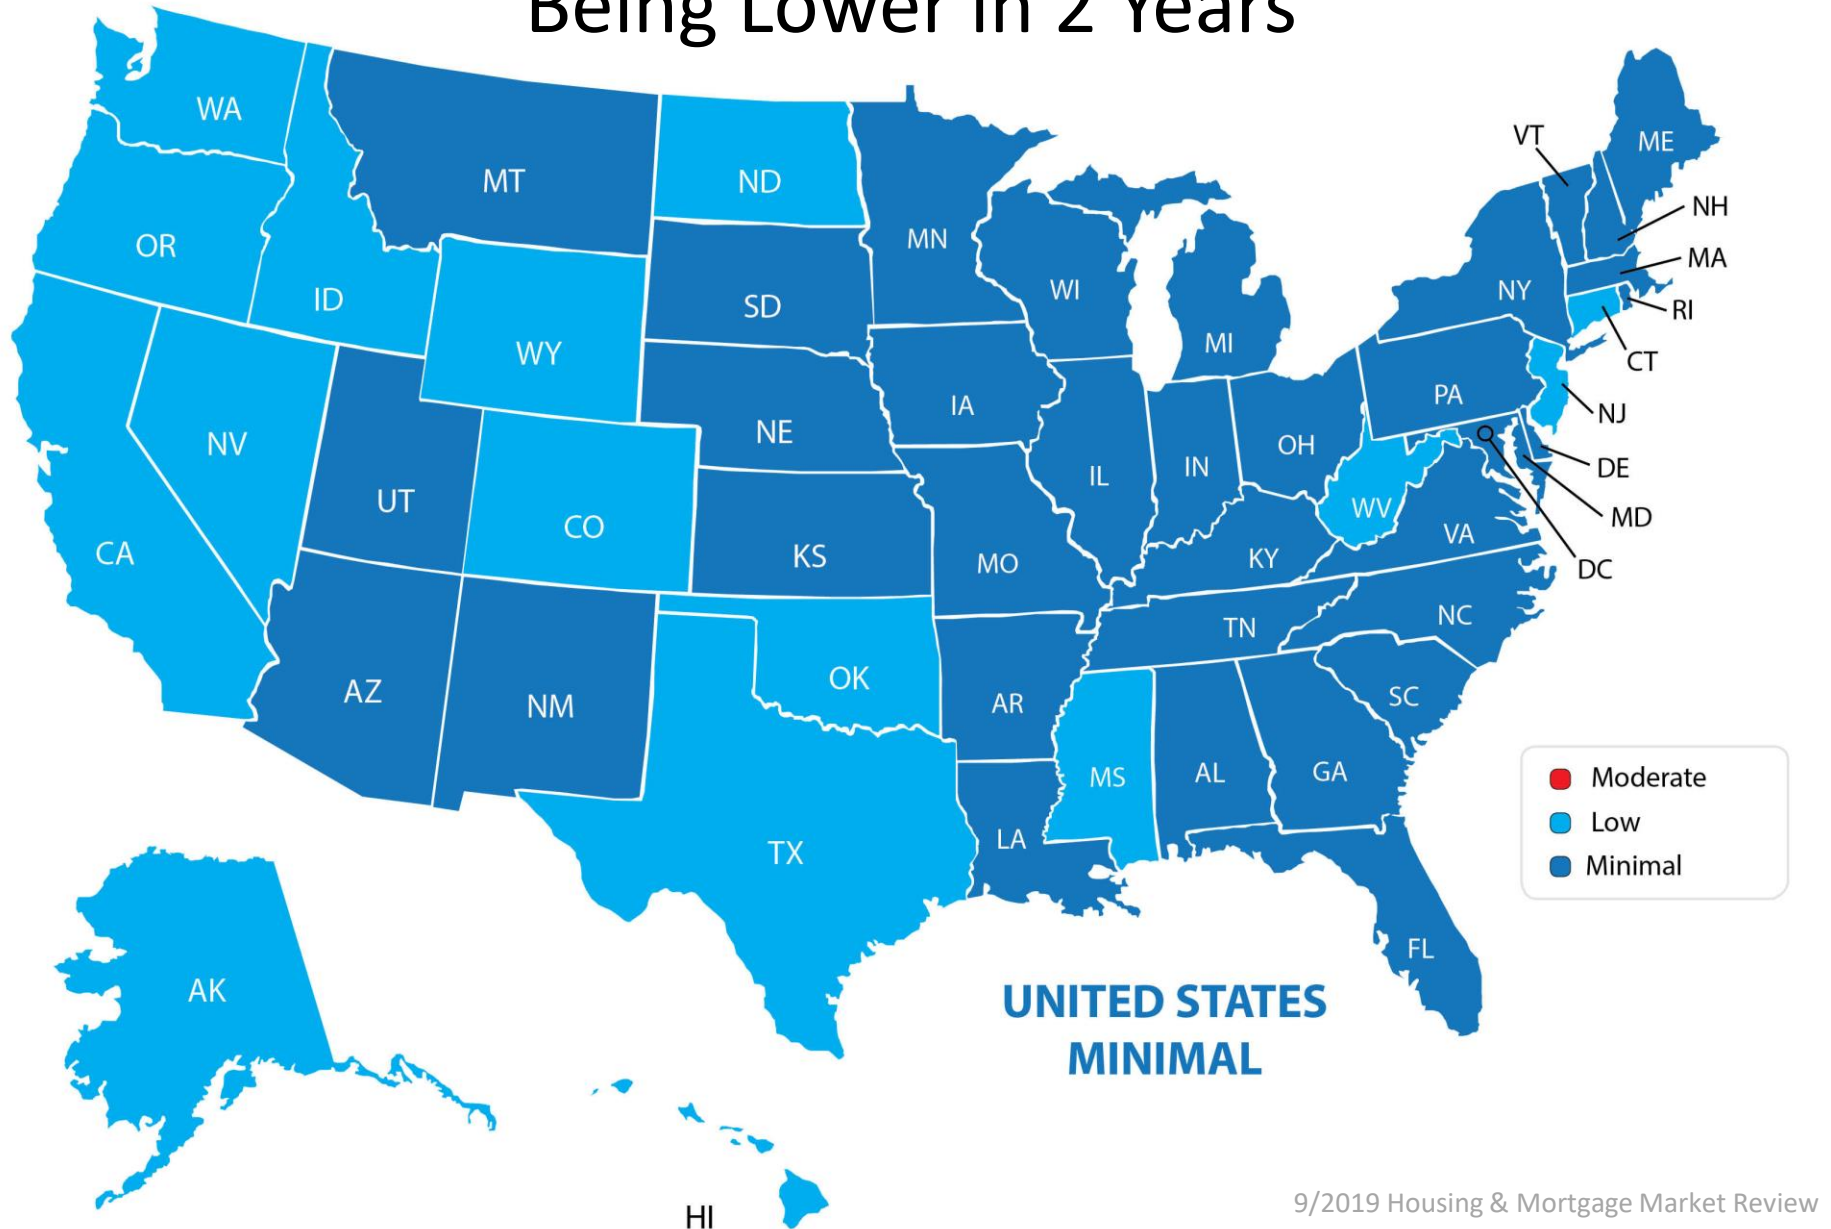 Being Lower in 2 Years
WA
MT
ND
MN
VT
ME
NH
OR
ID
WY
SD
WI
MI
NY
MA
RI
CT
NV
NE
IA
PA
NJ
CA
UT
CO
KS
MO
IL
IN
OH
WV
VA
KY
DE
MD
DC
AZ
NM
OK
AR
TN
NC
SC
MS
AL
GA
TX
LA
FL
Moderate
Low
Minimal
AK
HI
UNITED STATES
MINIMAL
9/2019 Housing & Mortgage Market Review